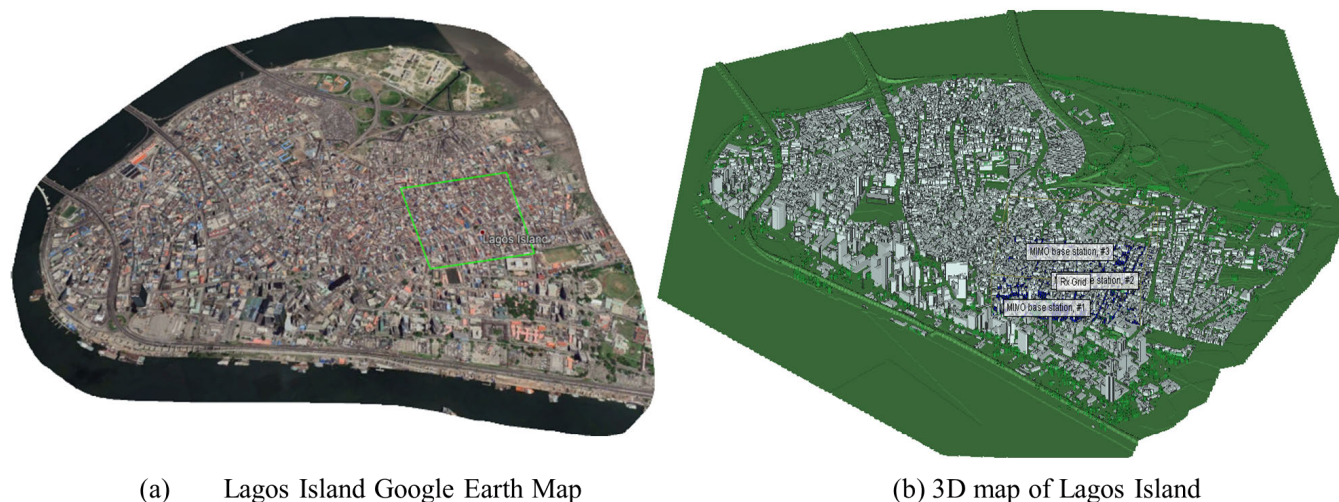 Lagos Island
MIMO base station, #3
Rx Grid
station, #2
MIMO base station, #1
(a) Lagos Island Google Earth Map
(b) 3D map of Lagos Island